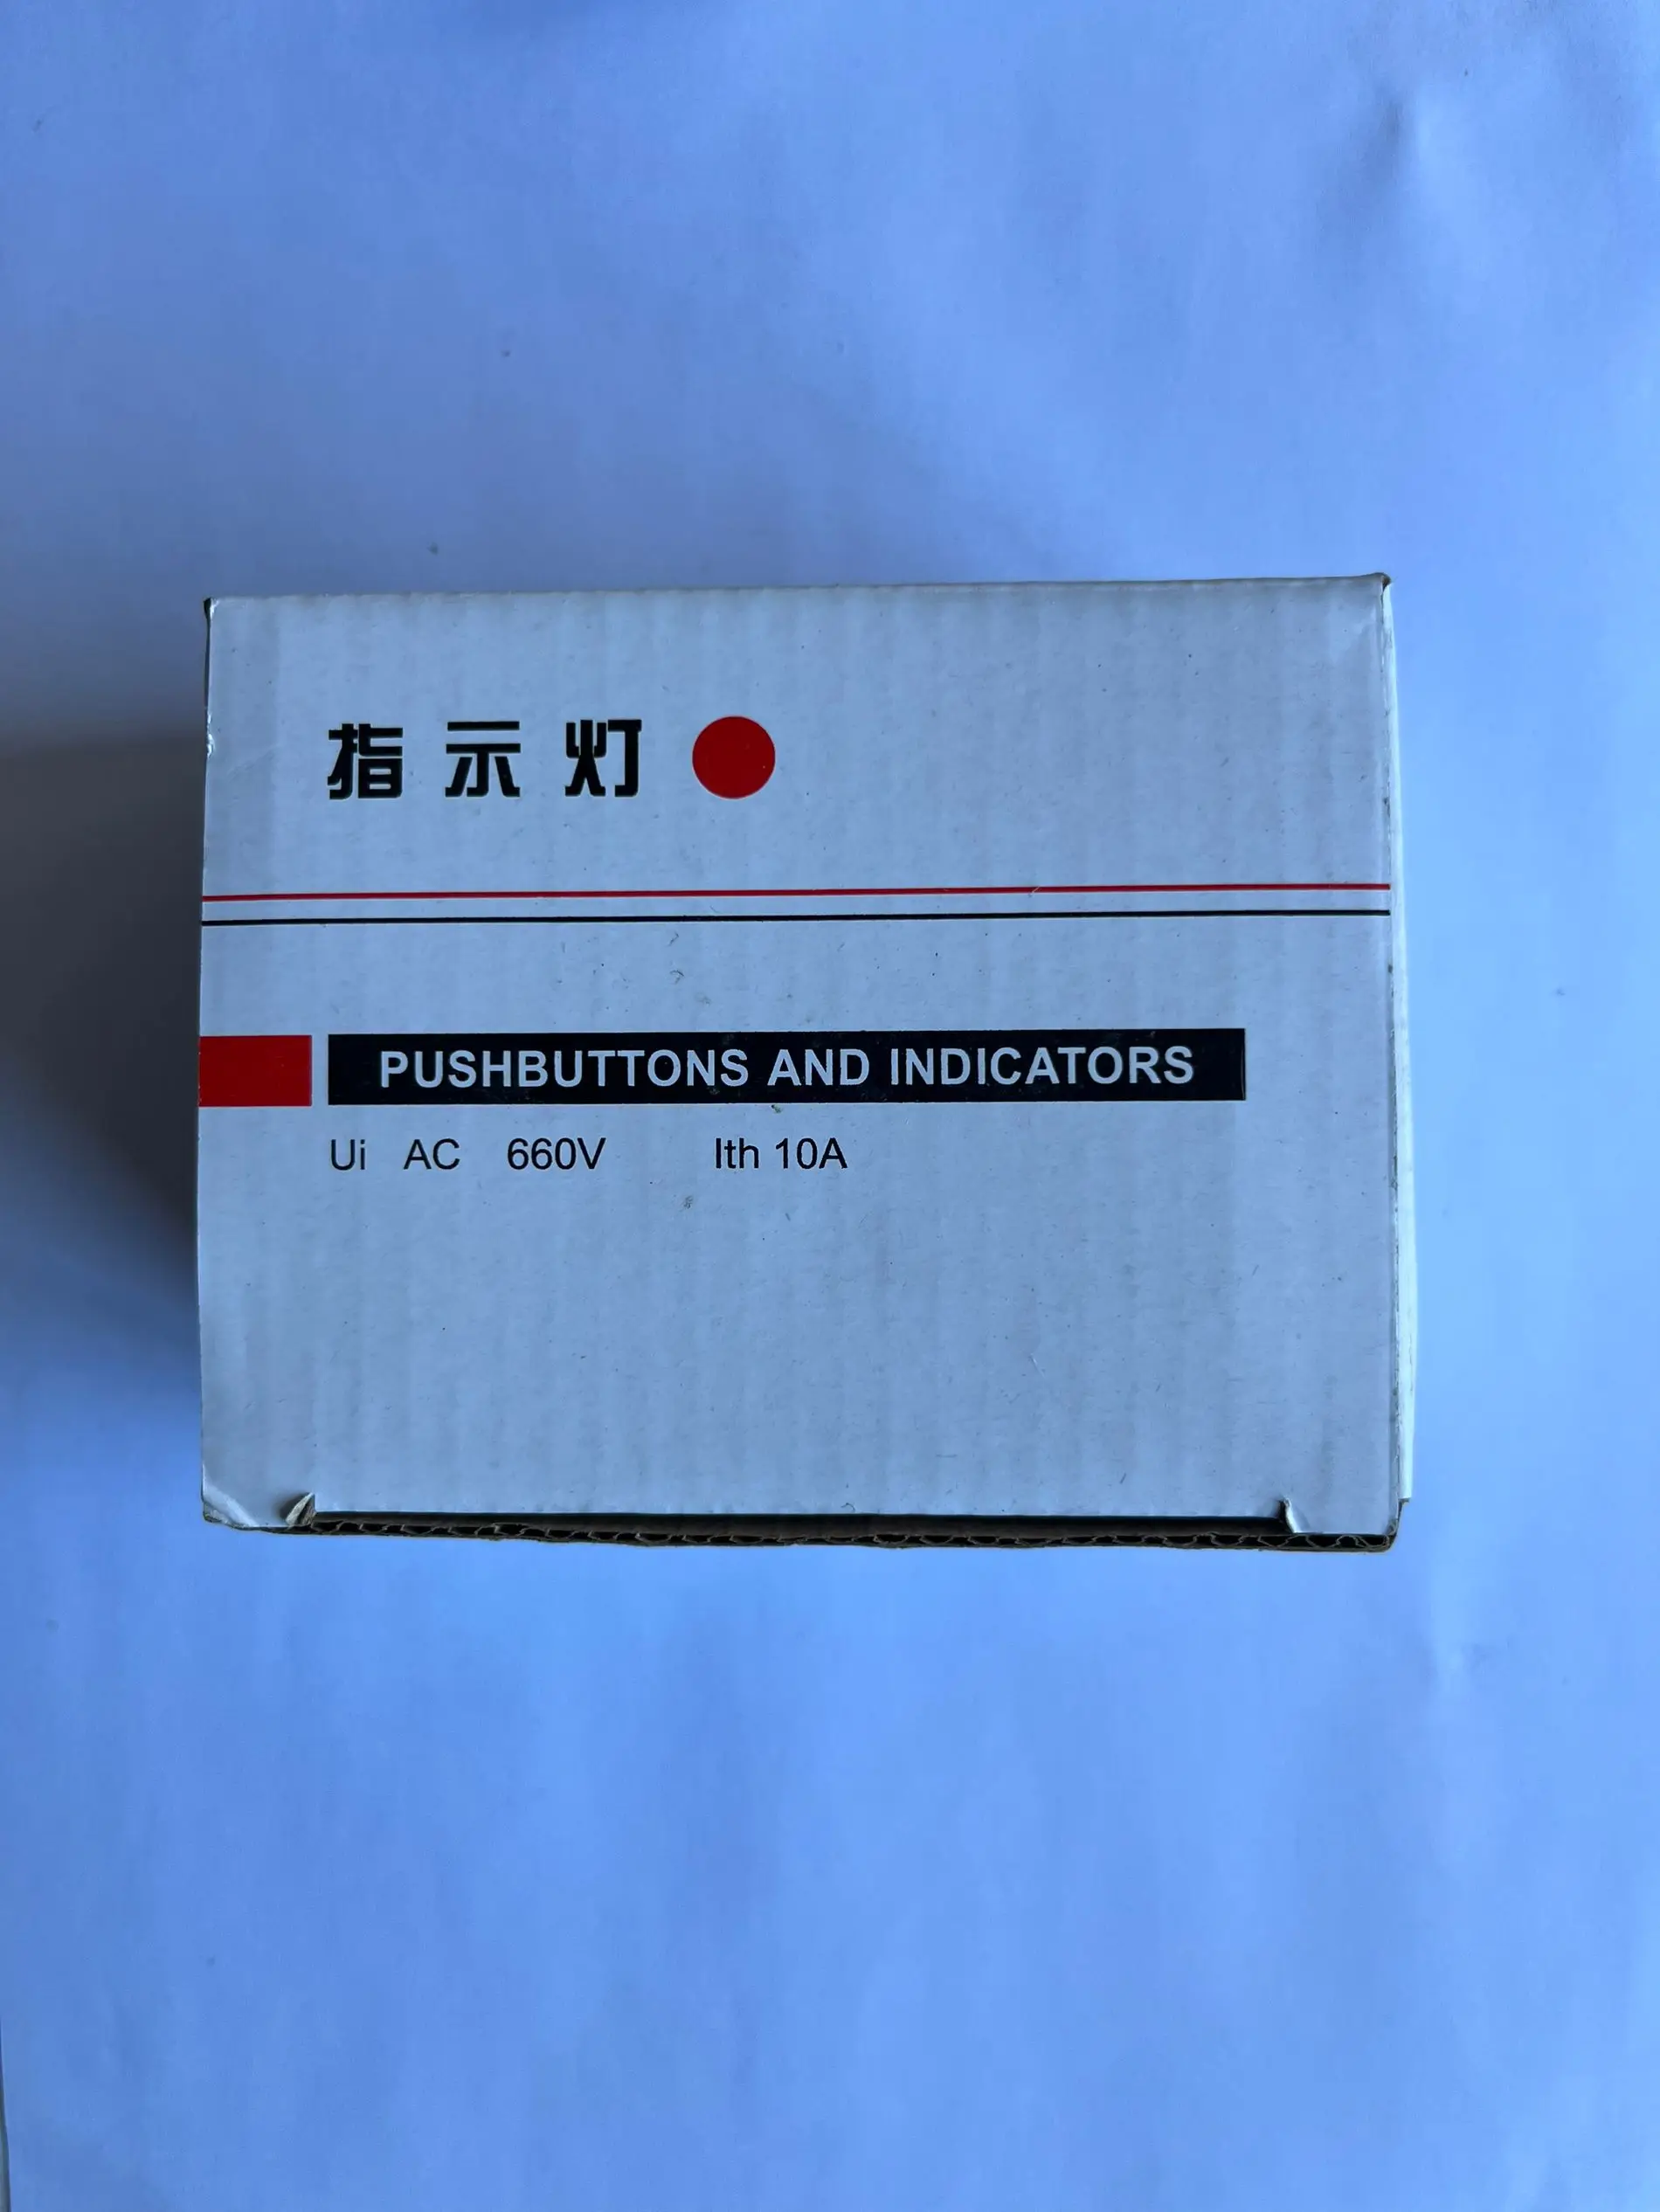 指示灯
PUSHBUTTONS AND INDICATORS
Ui AC 660V Ith 10A